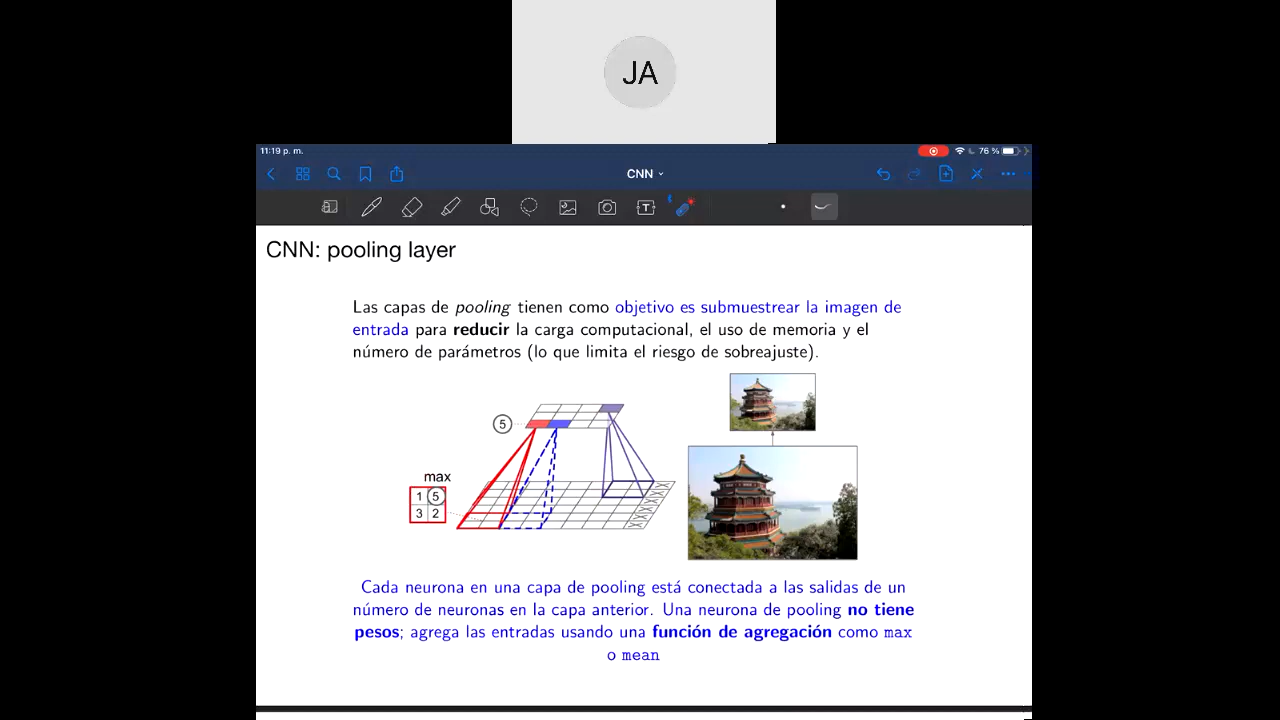 JA
11:19 p. m.
76 %
CNN
T
CNN: pooling layer
Las capas de pooling tienen como objetivo es submuestrear la imagen de
entrada para reducir la carga computacional, el uso de memoria y el
número de parámetros (lo que limita el riesgo de sobreajuste).
5
max
1 5
3 2
X
X
X
X
X
Cada neurona en una capa de pooling está conectada a las salidas de un
número de neuronas en la capa anterior. Una neurona de pooling no tiene
pesos; agrega las entradas usando una función de agregación como max
o mean